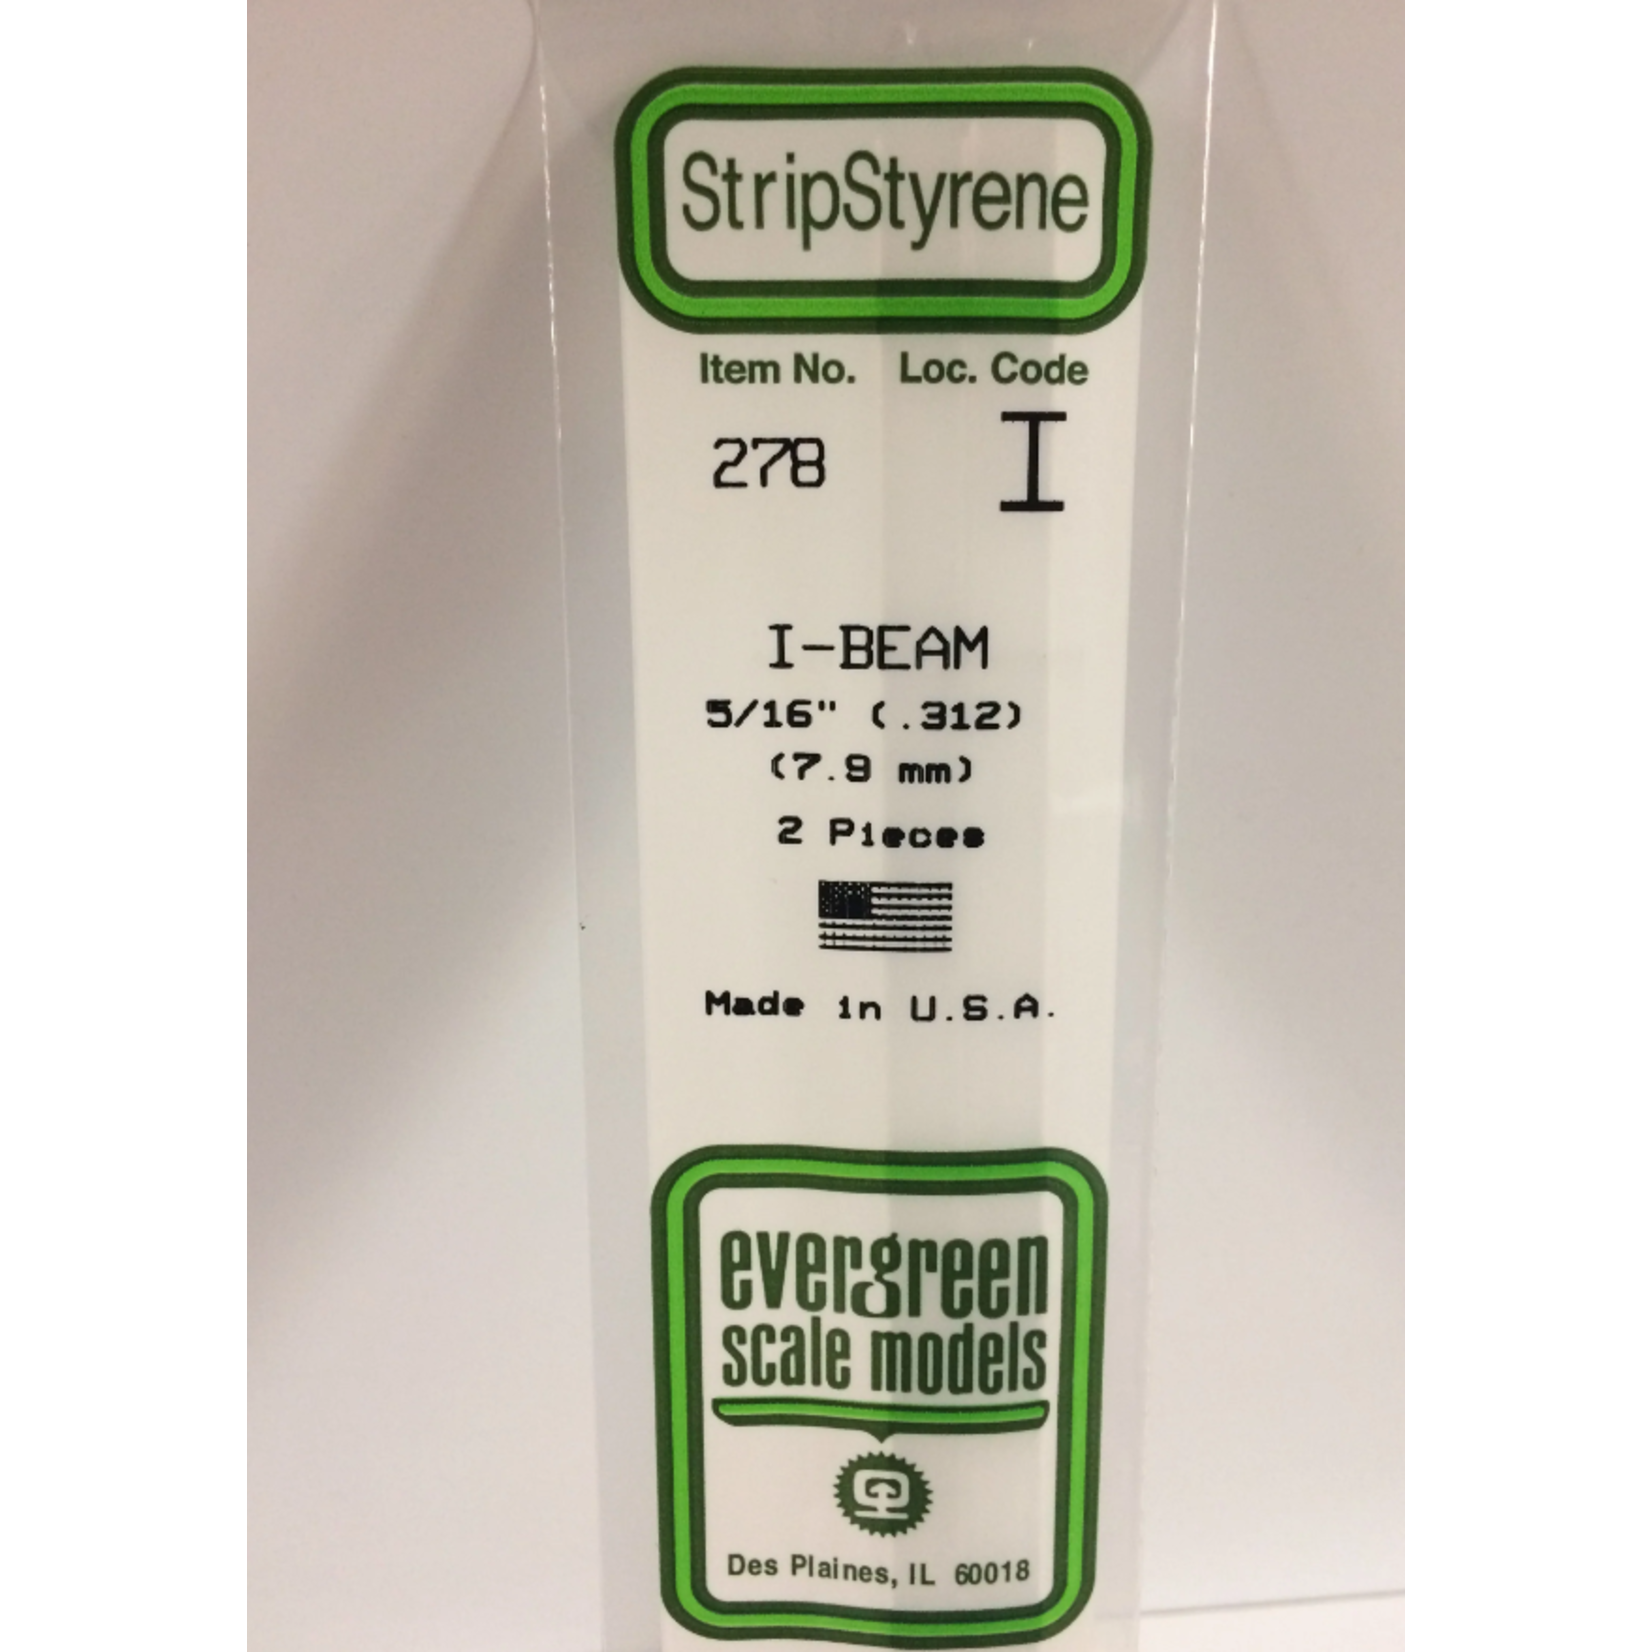 StripStyrene
Item No. Loc. Code
278 I
I-BEAM
5/16" (.312)
(7.9 mm)
2 Pieces
Made in U.S.A.
evergreen
scale models
Des Plaines, IL 60018